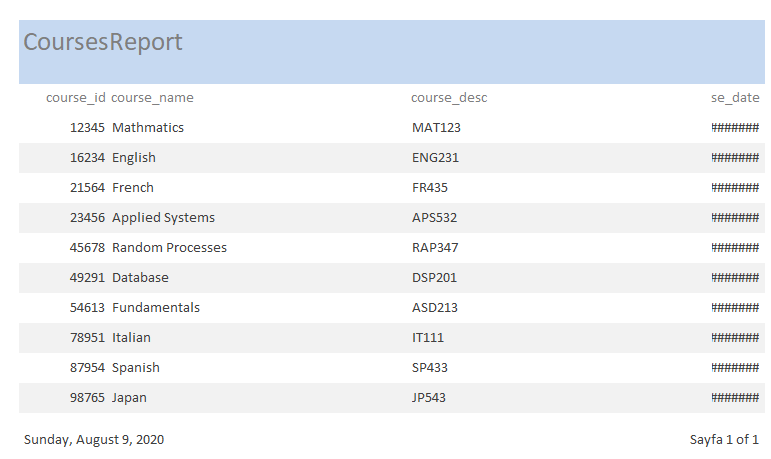 CoursesReport
course_id course_name course_desc se_date
12345 Mathmatics MAT123 #######
16234 English ENG231 #######
21564 French FR435 #######
23456 Applied Systems APS532 #######
45678 Random Processes RAP347 #######
49291 Database DSP201 #######
54613 Fundamentals ASD213 #######
78951 Italian IT111 #######
87954 Spanish SP433 #######
98765 Japan JP543 #######
Sunday, August 9, 2020 Sayfa 1 of 1